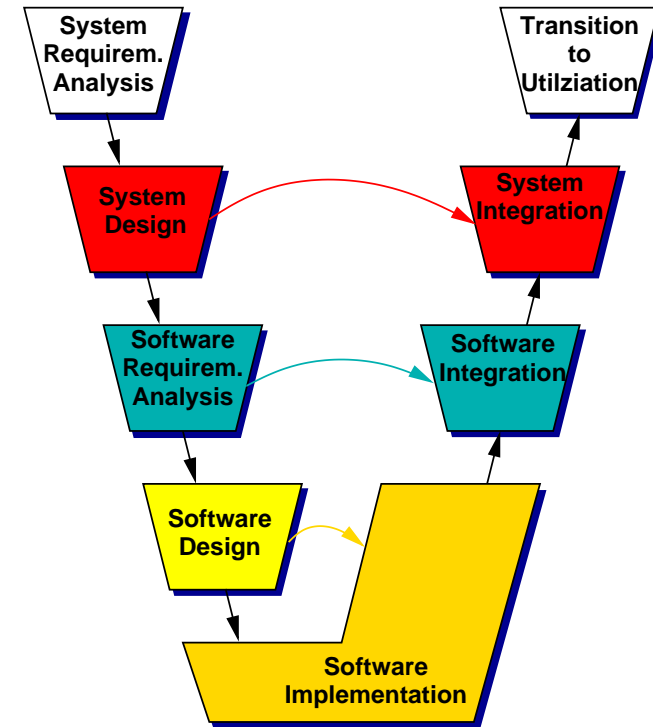 System
Requirem.
Analysis
Transition
to
Utilziation
System
Design
System
Integration
Software
Requirem.
Analysis
Software
Integration
Software
Design
Software
Implementation